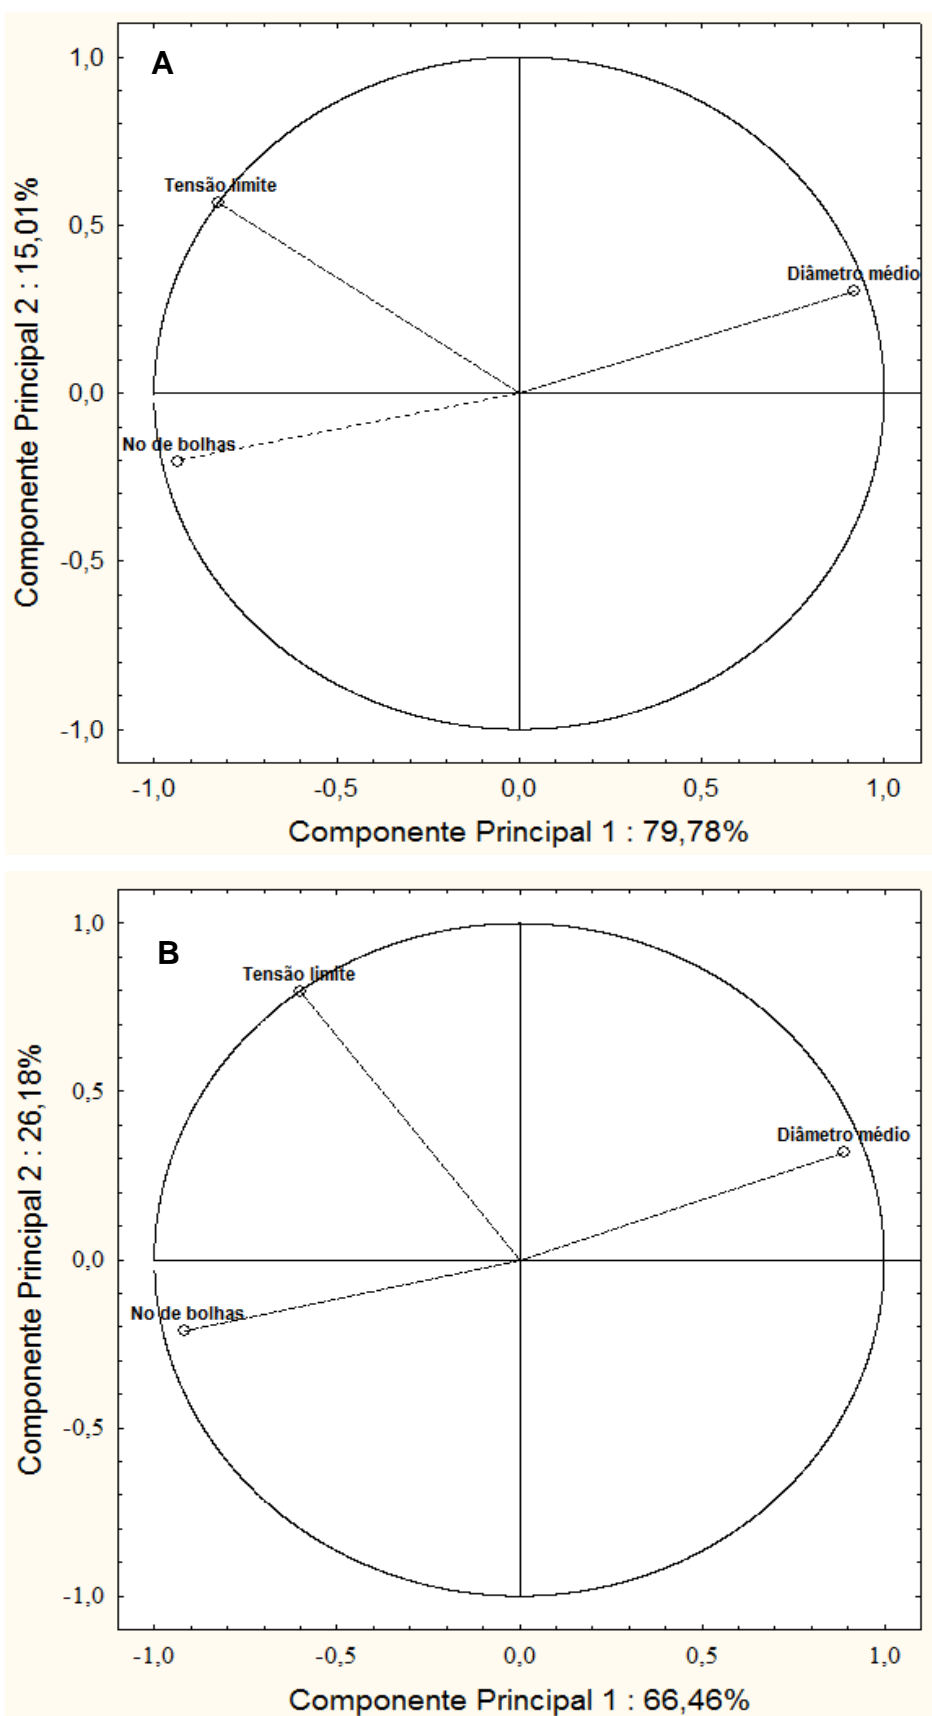 A
1,0
Tensão limite
0,5
Diâmetro médio
0,0
No de bolhas
-0,5
-1,0
-1,0 -0,5 0,0 0,5 1,0
Componente Principal 2 : 15,01%
Componente Principal 1 : 79,78%
B
1,0
Tensão limite
0,5
Diâmetro médio
0,0
No de bolhas
-0,5
-1,0
-1,0 -0,5 0,0 0,5 1,0
Componente Principal 2 : 26,18%
Componente Principal 1 : 66,46%